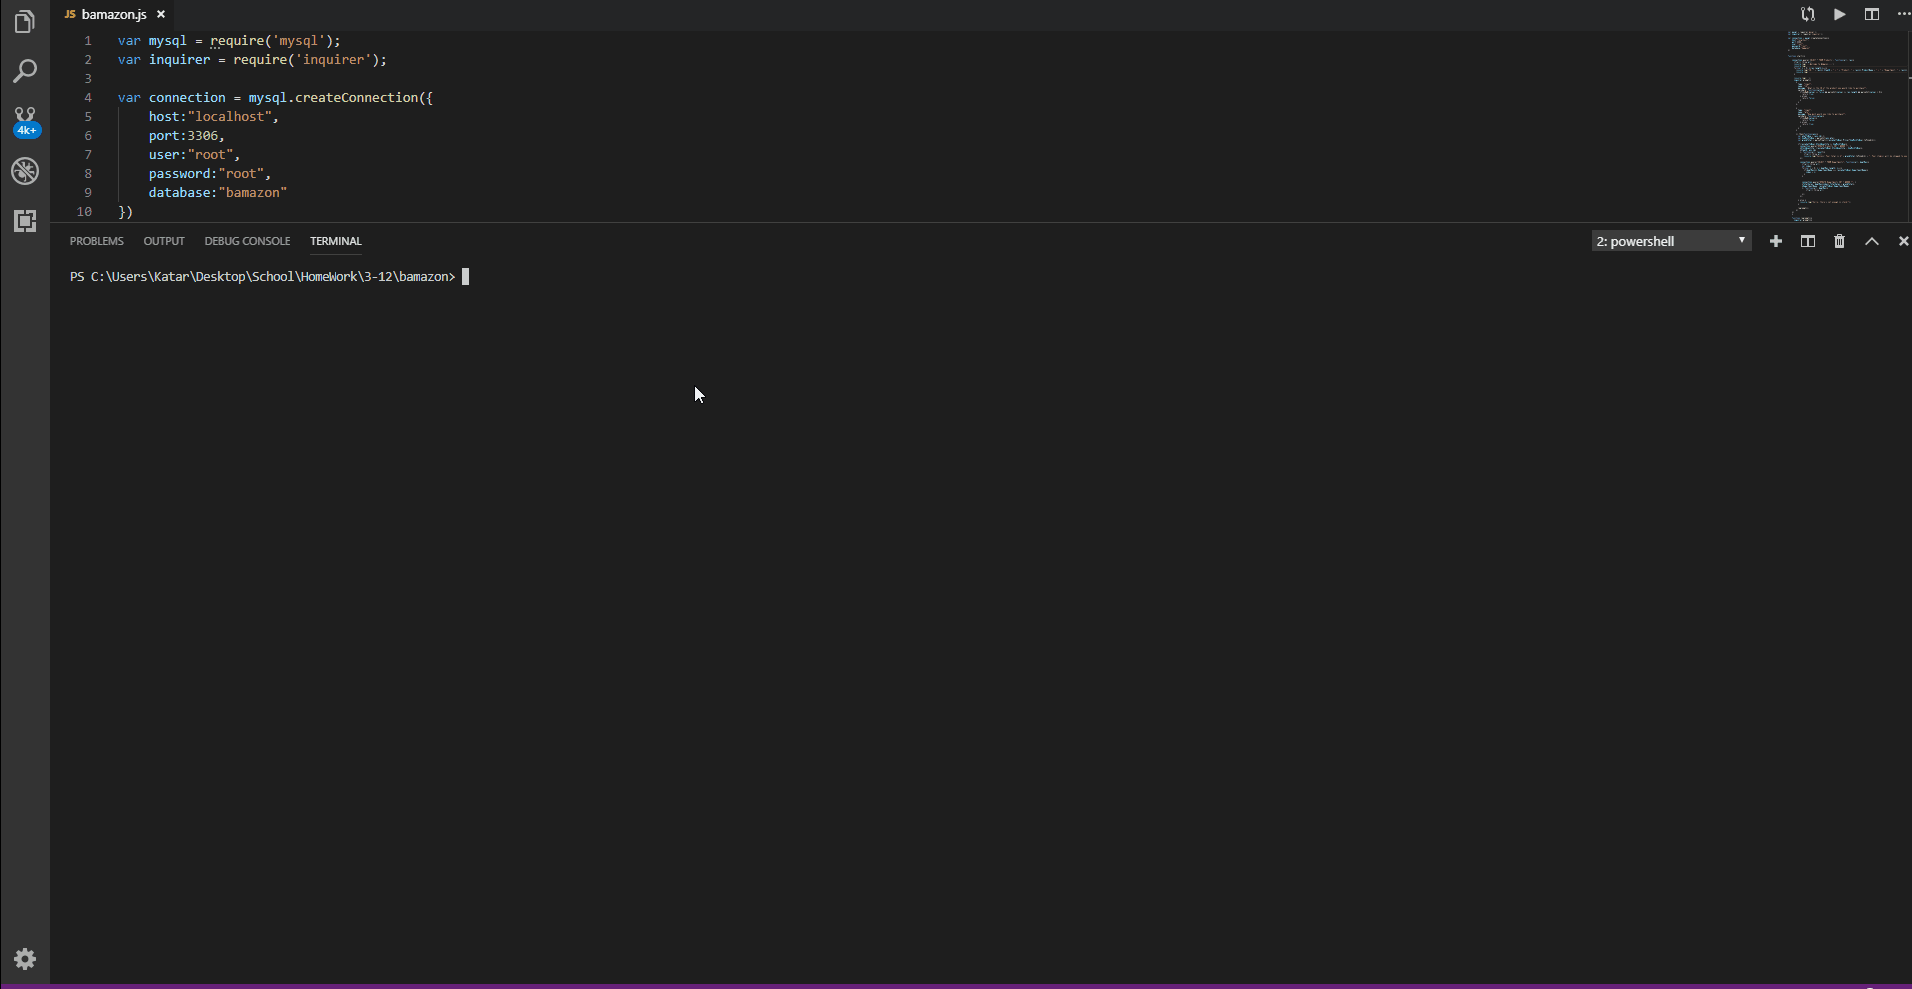 JS bamazon.js ×
1 var mysql = require('mysql');
2 var inquirer = require('inquirer');
3
4 var connection = mysql.createConnection({
5 host:"localhost",
6 port:3306,
7 user:"root",
8 password:"root",
9 database:"bamazon"
10 })
4k+
PROBLEMS OUTPUT DEBUG CONSOLE TERMINAL 2: powershell
PS C:\Users\Katar\Desktop\School\HomeWork\3-12\bamazon>